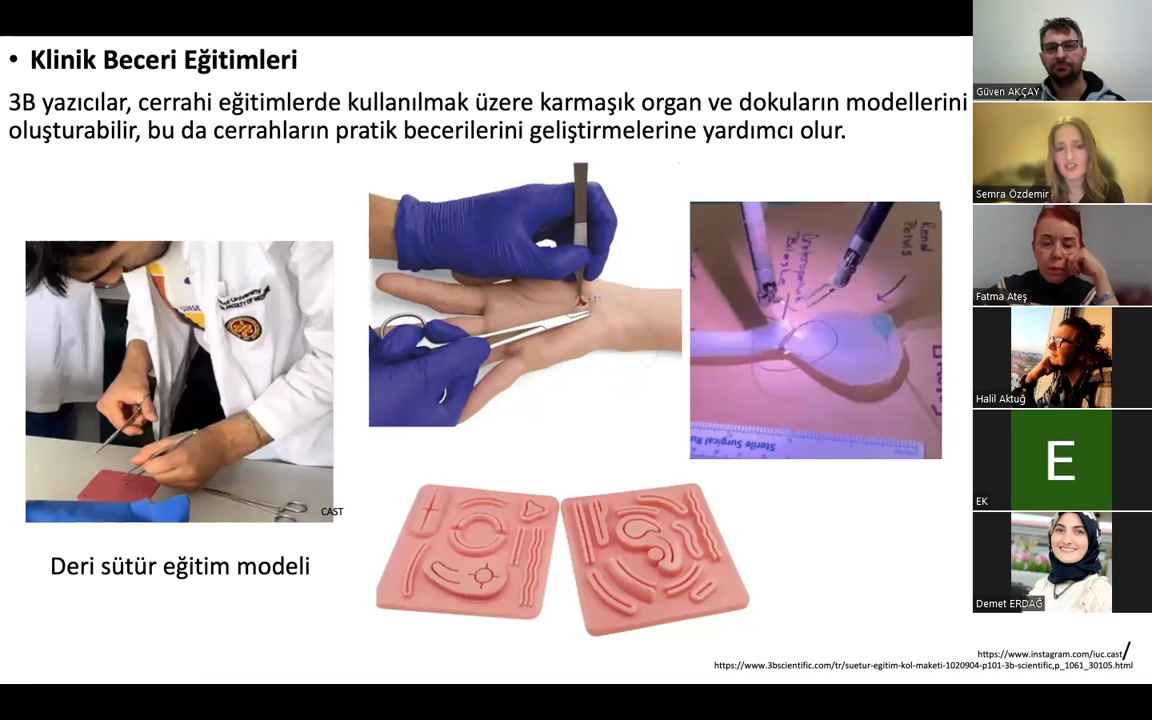 • Klinik Beceri Eğitimleri
3B yazıcılar, cerrahi eğitimlerde kullanılmak üzere karmaşık organ ve dokuların modellerini
oluşturabilir, bu da cerrahların pratik becerilerini geliştirmelerine yardımcı olur.
CAST
Deri sütür eğitim modeli
Renal
Pelvis
Sterile Surgical Ru
https://www.instagram.com/iuc.cast/
https://www.3bscientific.com/tr/suetur-egitim-kol-maketi-1020904-p101-3b-scientific,p_1061_30105.html
Güven AKÇAY
Semra Özdemir
Fatma Ateş
Halil Aktuğ
E
EK
Demet ERDAĞ